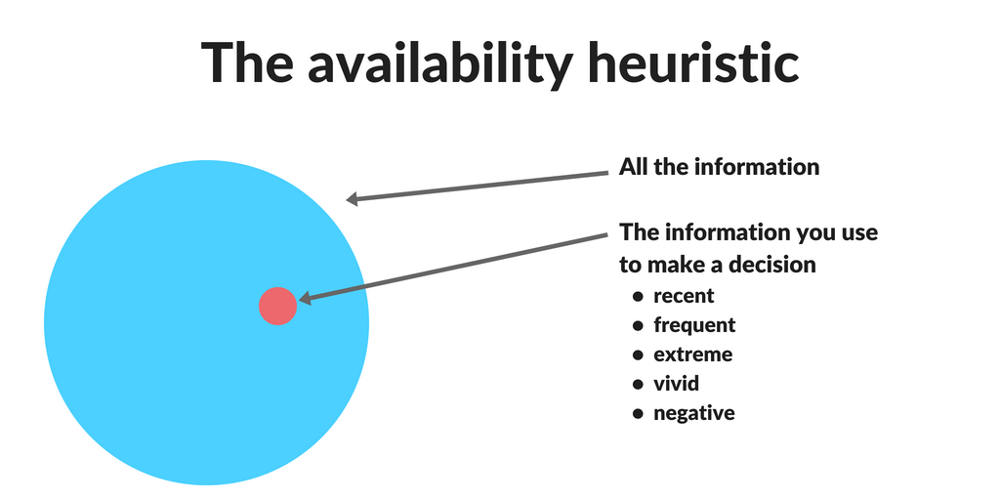 The availability heuristic
All the information
The information you use
to make a decision
● recent
● frequent
● extreme
● vivid
● negative